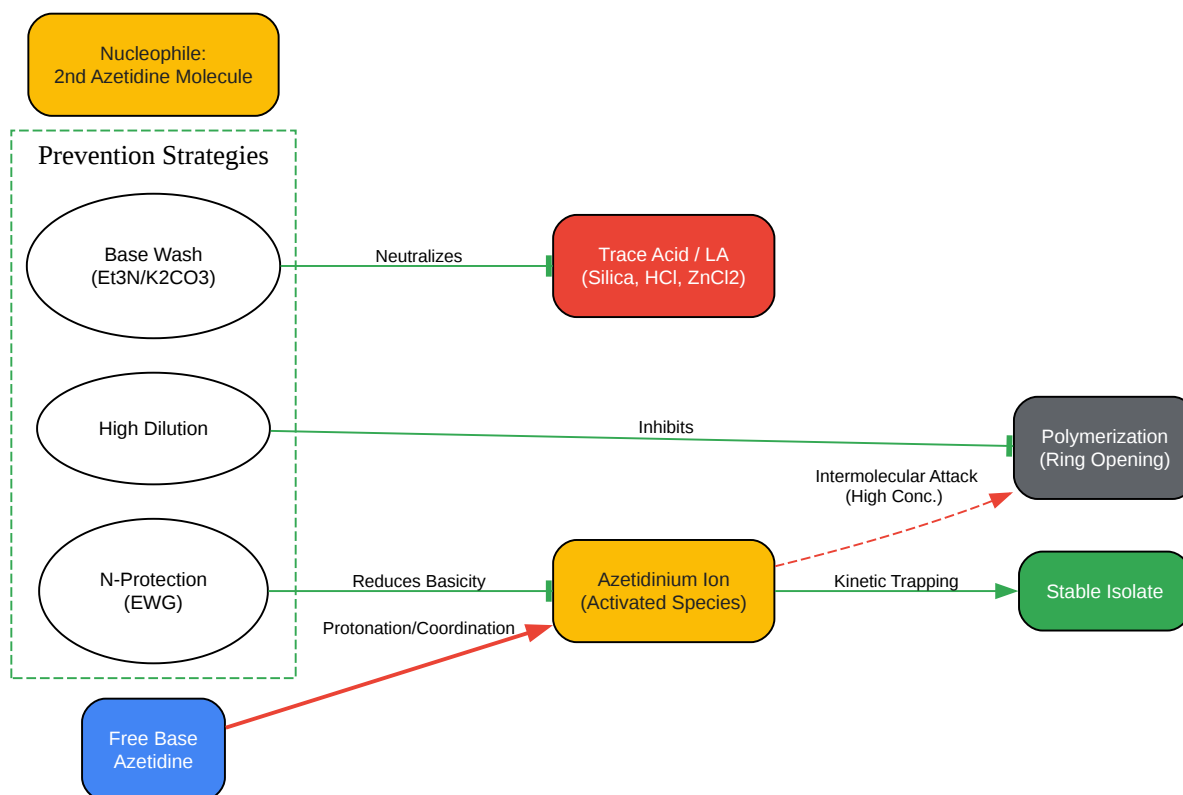 Nucleophile:
2nd Azetidine Molecule
Prevention Strategies
Base Wash
(Et3N/K2CO3)
Neutralizes
Trace Acid / LA
(Silica, HCl, ZnCl2)
High Dilution
Inhibits
Polymerization
(Ring Opening)
Intermolecular Attack
(High Conc.)
N-Protection
(EWG)
Reduces Basicity
Azetidinium Ion
(Activated Species)
Kinetic Trapping
Stable Isolate
Protonation/Coordination
Free Base
Azetidine